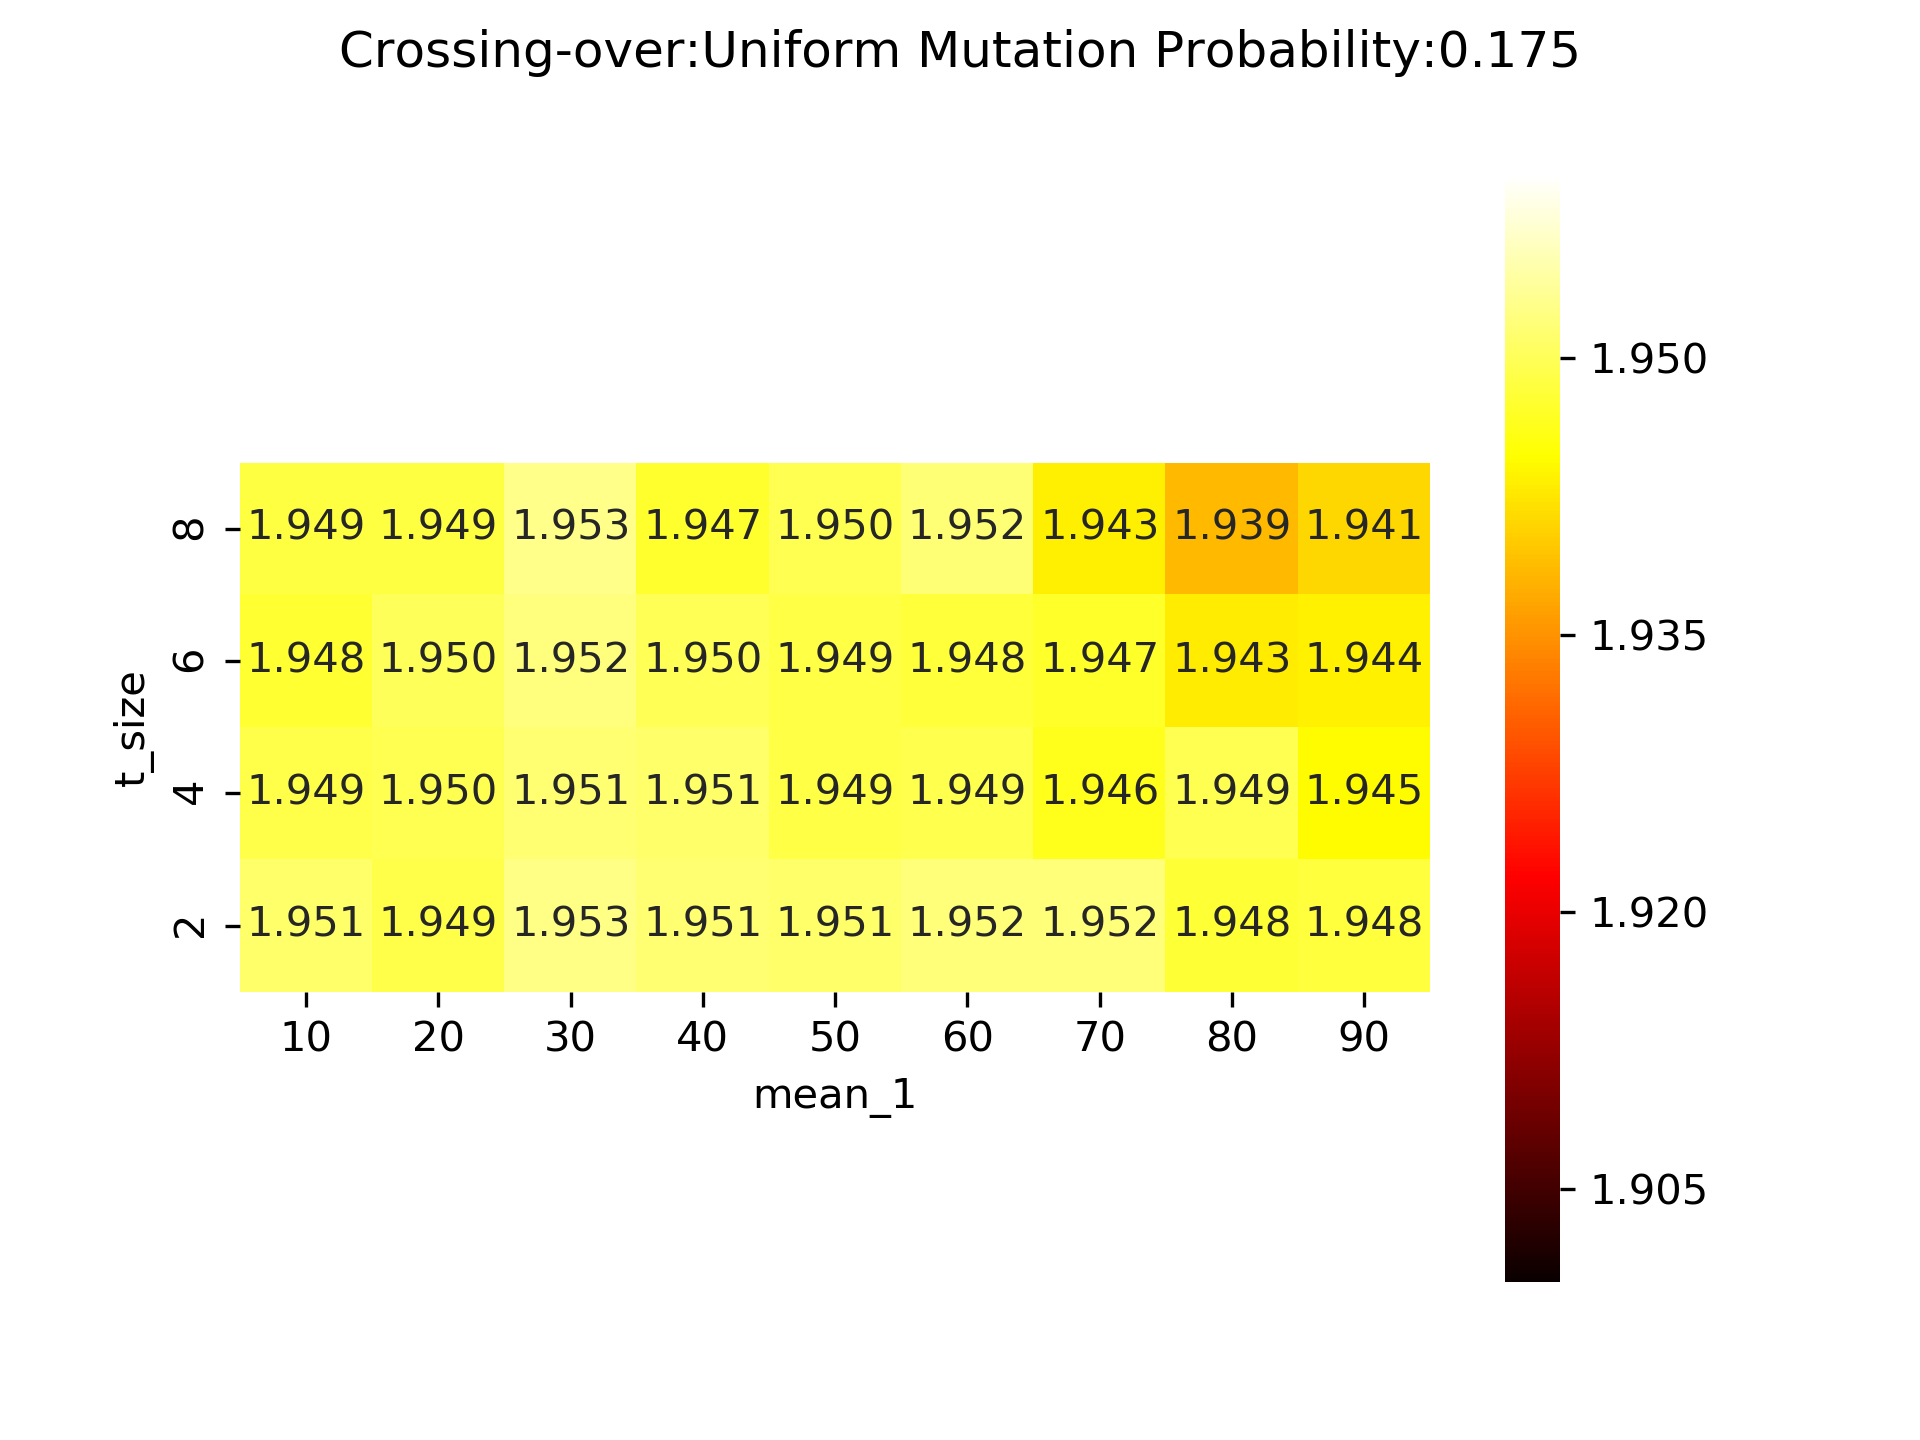 Crossing-over:Uniform Mutation Probability:0.175
8 1.949 1.949 1.953 1.947 1.950 1.952 1.943 1.939 1.941
6 1.948 1.950 1.952 1.950 1.949 1.948 1.947 1.943 1.944
4 1.949 1.950 1.951 1.951 1.949 1.949 1.946 1.949 1.945
2 1.951 1.949 1.953 1.951 1.951 1.952 1.952 1.948 1.948
t_size
10 20 30 40 50 60 70 80 90
mean_1
1.950
1.935
1.920
1.905